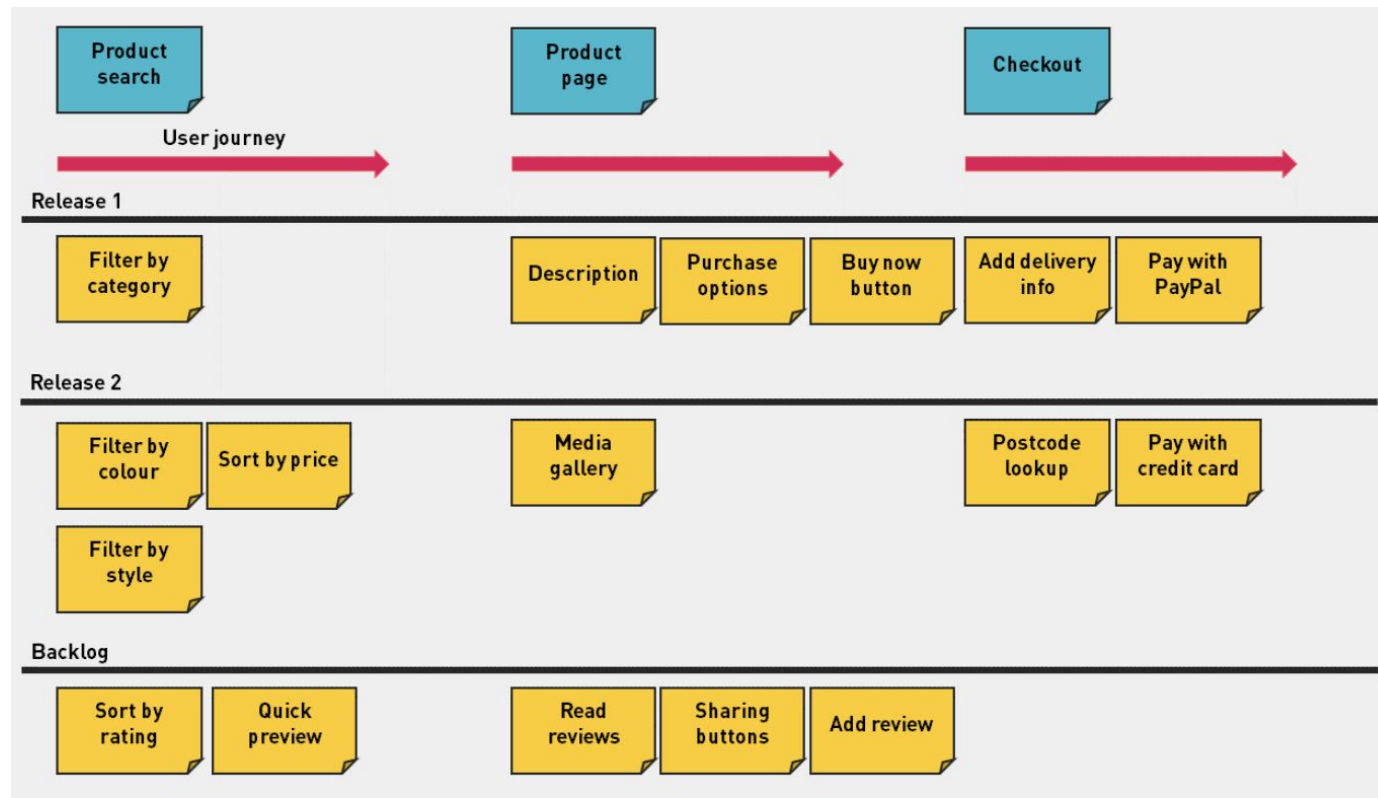 Product
search
Product
page
Checkout
User journey
Release 1
Filter by
category
Description
Purchase
options
Buy now
button
Add delivery
info
Pay with
PayPal
Release 2
Filter by
colour
Sort by price
Media
gallery
Postcode
lookup
Pay with
credit card
Filter by
style
Backlog
Sort by
rating
Quick
preview
Read
reviews
Sharing
buttons
Add review